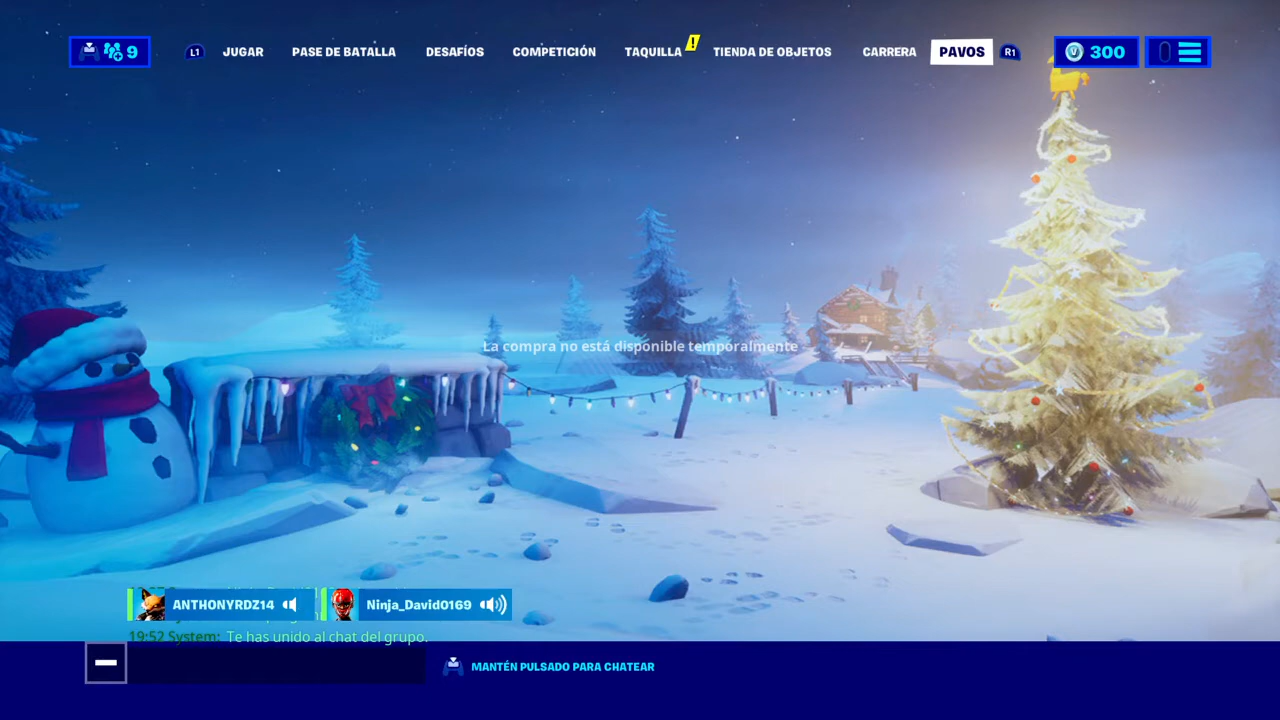 9
L1
JUGAR
PASE DE BATALLA
DESAFÍOS
COMPETICIÓN
TAQUILLA
!
TIENDA DE OBJETOS
CARRERA
PAVOS
R1
V
300
La compra no está disponible temporalmente
ANTHONYRDZ14
Ninja_David0169
19:52 System: Te has unido al chat del grupo.
MANTÉN PULSADO PARA CHATEAR